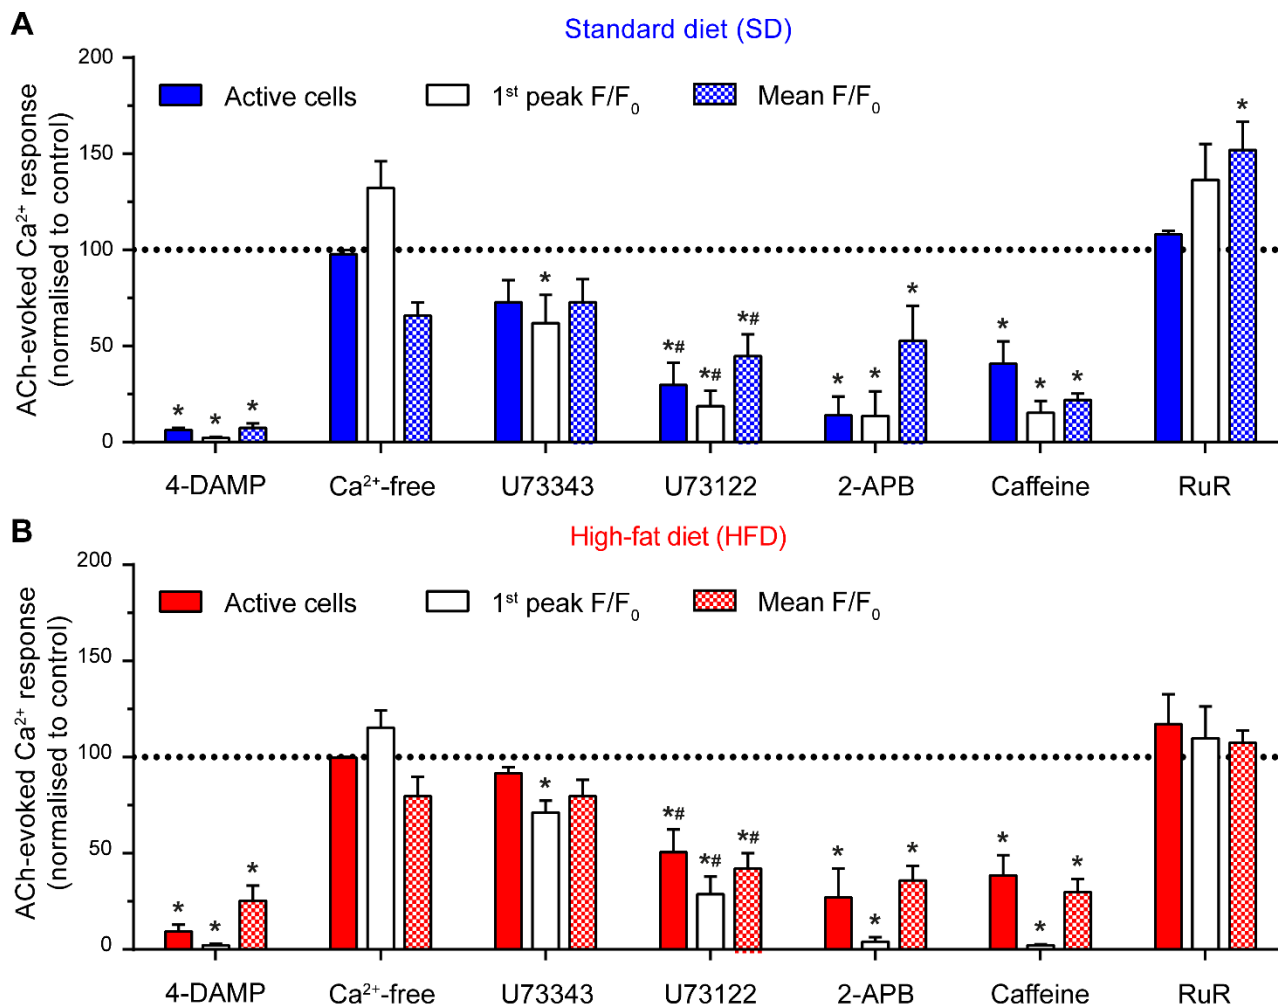 A
Standard diet (SD)
200
Active cells
1st peak F/F0
Mean F/F0
*
150
ACh-evoked Ca2+ response
(normalised to control)
100
*
*
*# *# *#
50
* * *
* * *
* * *
0
4-DAMP
Ca2+-free
U73343
U73122
2-APB
Caffeine
RuR
B
High-fat diet (HFD)
200
Active cells
1st peak F/F0
Mean F/F0
150
ACh-evoked Ca2+ response
(normalised to control)
100
*
*# *# *#
50
* * *
* * *
* * *
0
4-DAMP
Ca2+-free
U73343
U73122
2-APB
Caffeine
RuR